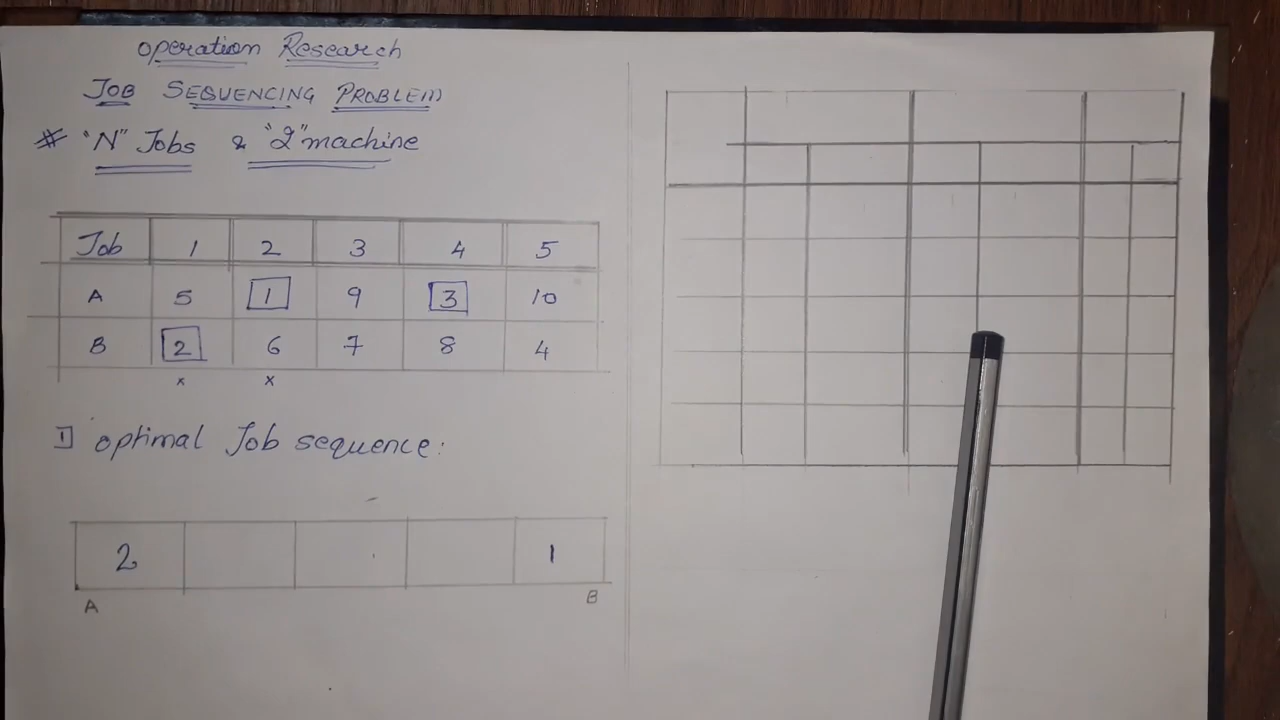 Operation Research
JOB SEQUENCING PROBLEM
# "N" Jobs & "2" machine
Job 1 2 3 4 5
A 5 1 9 3 10
B 2 6 7 8 4
x x
1] optimal Job sequence:
2 1
A B